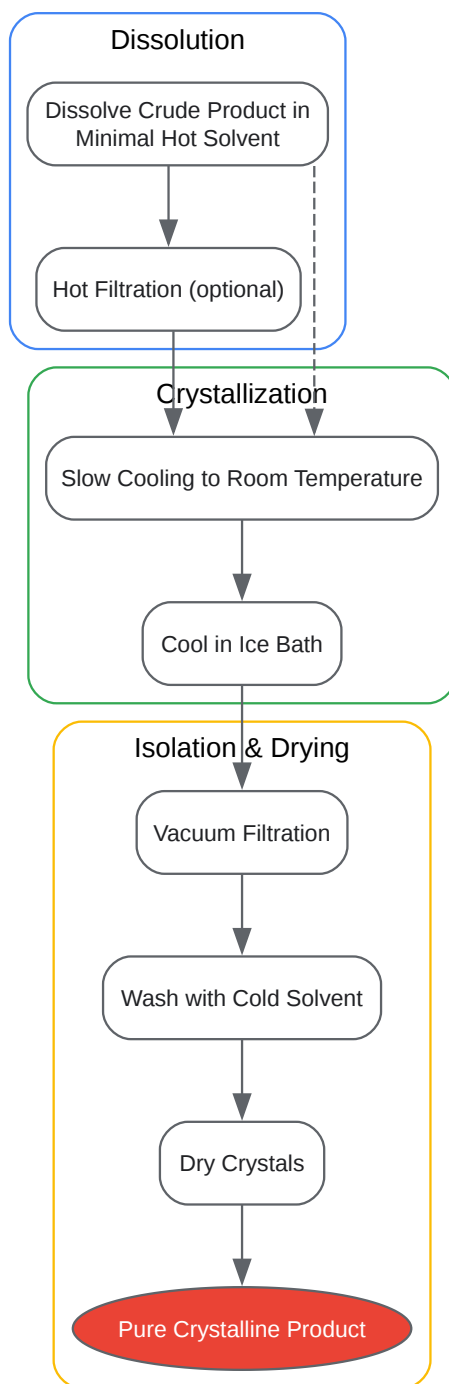 Dissolution
Dissolve Crude Product in
Minimal Hot Solvent
Hot Filtration (optional)
Crystallization
Slow Cooling to Room Temperature
Cool in Ice Bath
Isolation & Drying
Vacuum Filtration
Wash with Cold Solvent
Dry Crystals
Pure Crystalline Product